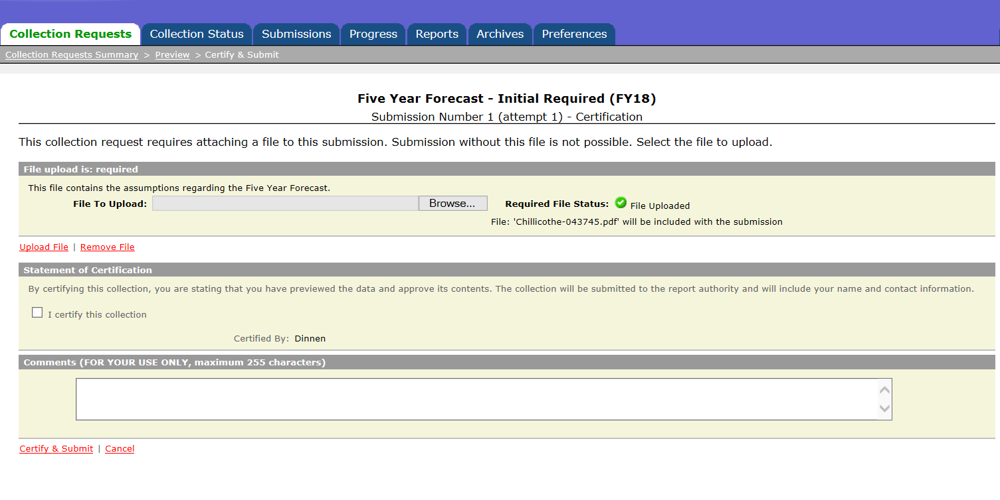 Collection Requests Collection Status Submissions Progress Reports Archives Preferences
Collection Requests Summary > Preview > Certify & Submit
Five Year Forecast - Initial Required (FY18)
Submission Number 1 (attempt 1) - Certification
This collection request requires attaching a file to this submission. Submission without this file is not possible. Select the file to upload.
File upload is: required
This file contains the assumptions regarding the Five Year Forecast.
File To Upload: Browse... Required File Status: File Uploaded
File: 'Chillicothe-043745.pdf' will be included with the submission
Upload File | Remove File
Statement of Certification
By certifying this collection, you are stating that you have previewed the data and approve its contents. The collection will be submitted to the report authority and will include your name and contact information.
I certify this collection
Certified By: Dinnen
Comments (FOR YOUR USE ONLY, maximum 255 characters)
Certify & Submit | Cancel